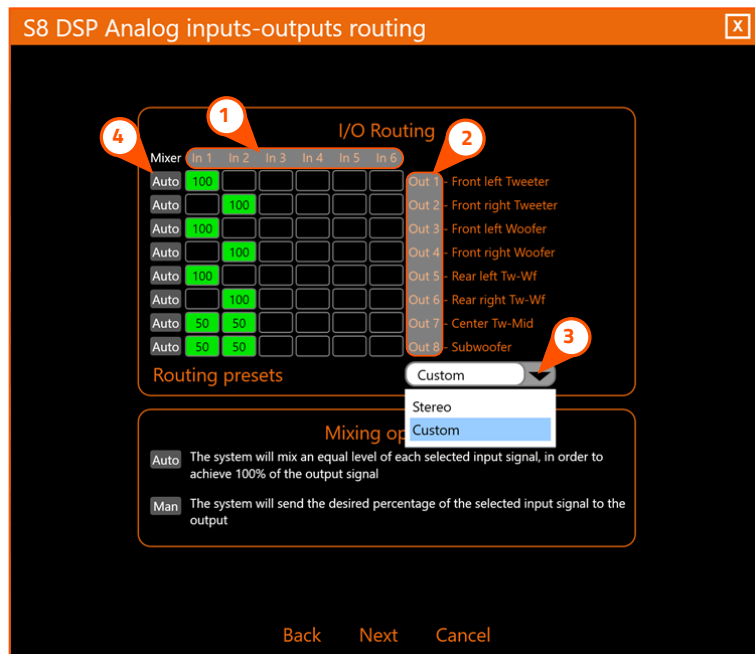 S8 DSP Analog inputs-outputs routing X
1
I/O Routing
2
4
Mixer In 1 In 2 In 3 In 4 In 5 In 6
Auto 100 Out 1 - Front left Tweeter
Auto 100 Out 2 - Front right Tweeter
Auto 100 Out 3 - Front left Woofer
Auto 100 Out 4 - Front right Woofer
Auto 100 Out 5 - Rear left Tw-Wf
Auto 100 Out 6 - Rear right Tw-Wf
Auto 50 50 Out 7 - Center Tw-Mid
3
Auto 50 50 Out 8 - Subwoofer
Routing presets Custom
Stereo
Custom
Mixing op
Auto The system will mix an equal level of each selected input signal, in order to
achieve 100% of the output signal
Man The system will send the desired percentage of the selected input signal to the
output
Back Next Cancel